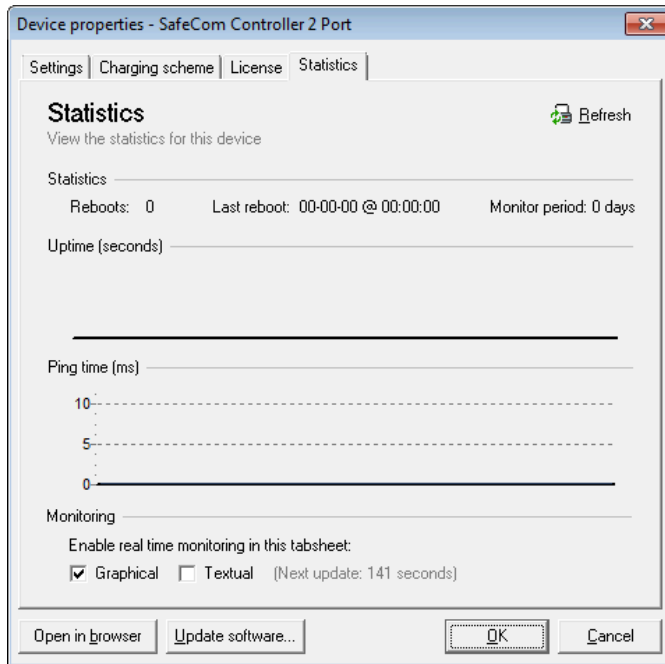 Device properties - SafeCom Controller 2 Port
Settings Charging scheme License Statistics
Statistics
Refresh
View the statistics for this device
Statistics
Reboots: 0 Last reboot: 00-00-00 @ 00:00:00 Monitor period: 0 days
Uptime (seconds)
Ping time (ms)
10
5
0
Monitoring
Enable real time monitoring in this tabsheet:
Graphical Textual (Next update: 141 seconds)
Open in browser Update software... OK Cancel